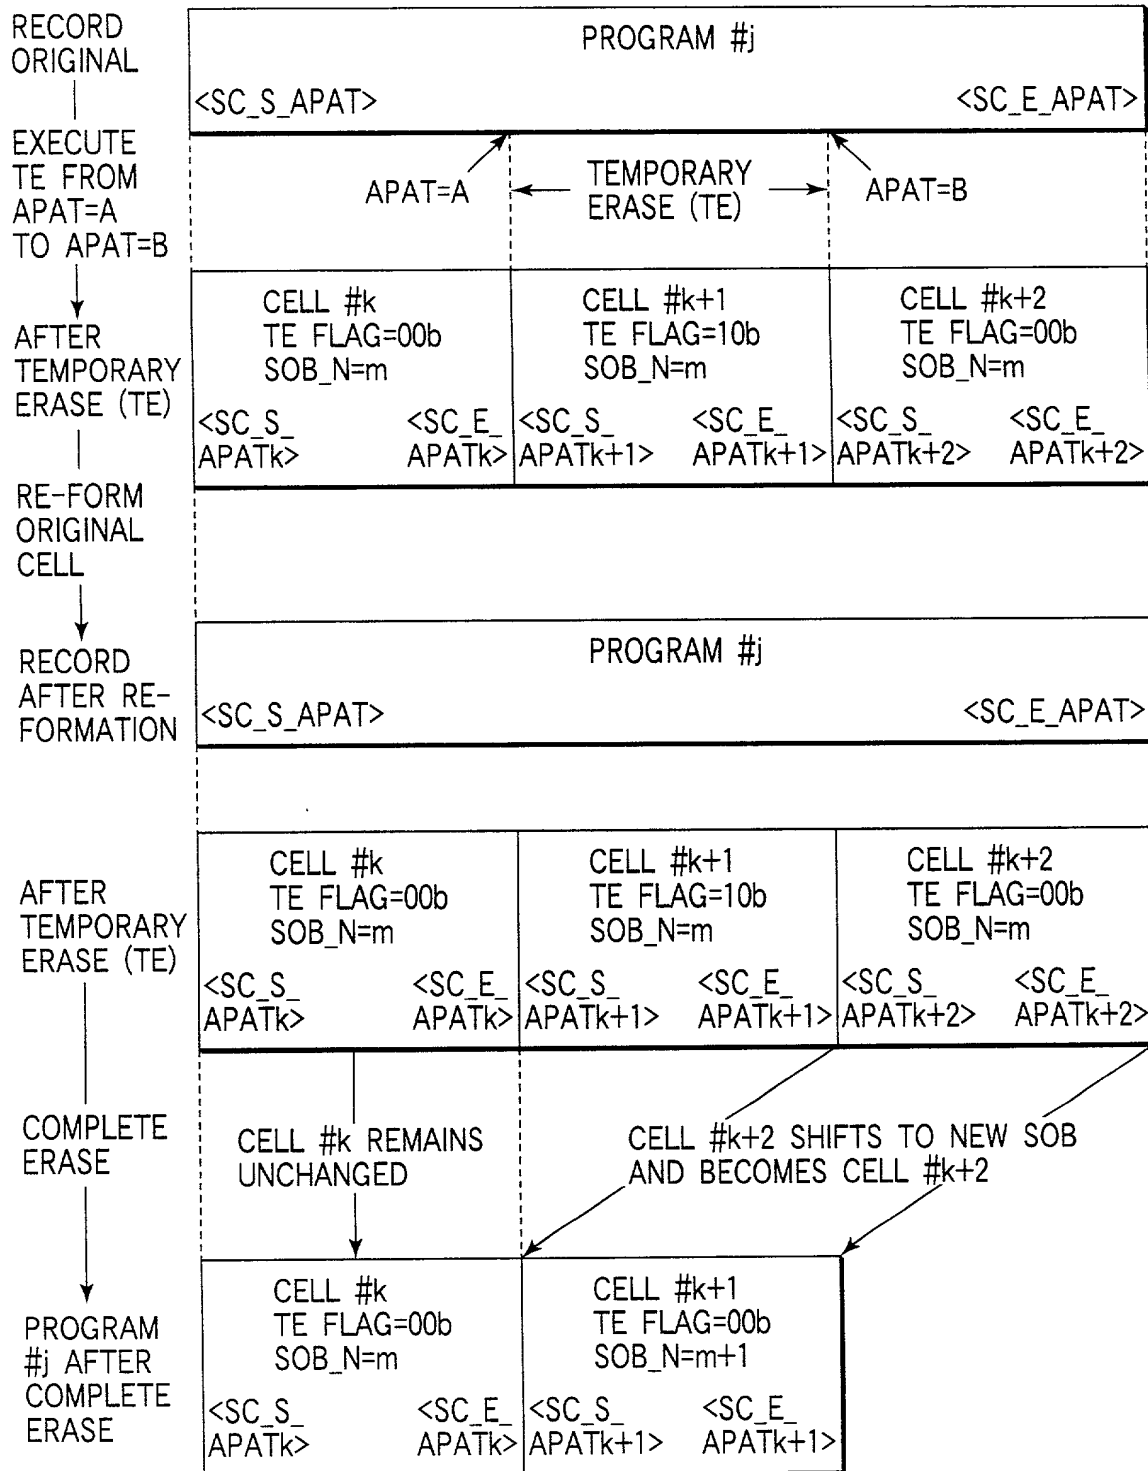 RECORD
ORIGINAL
PROGRAM #j
<SC_S_APAT>
<SC_E_APAT>
EXECUTE
TE FROM
APAT=A
TO APAT=B
APAT=A
TEMPORARY
ERASE (TE)
APAT=B
AFTER
TEMPORARY
ERASE (TE)
CELL #k
TE FLAG=00b
SOB_N=m
<SC_S_
APATk>
<SC_E_
APATk>
CELL #k+1
TE FLAG=10b
SOB_N=m
<SC_S_
APATk+1>
<SC_E_
APATk+1>
CELL #k+2
TE FLAG=00b
SOB_N=m
<SC_S_
APATk+2>
<SC_E_
APATk+2>
RE-FORM
ORIGINAL
CELL
RECORD
AFTER RE-
FORMATION
PROGRAM #j
<SC_S_APAT>
<SC_E_APAT>
AFTER
TEMPORARY
ERASE (TE)
CELL #k
TE FLAG=00b
SOB_N=m
<SC_S_
APATk>
<SC_E_
APATk>
CELL #k+1
TE FLAG=10b
SOB_N=m
<SC_S_
APATk+1>
<SC_E_
APATk+1>
CELL #k+2
TE FLAG=00b
SOB_N=m
<SC_S_
APATk+2>
<SC_E_
APATk+2>
COMPLETE
ERASE
CELL #k REMAINS
UNCHANGED
CELL #k+2 SHIFTS TO NEW SOB
AND BECOMES CELL #k+2
PROGRAM
#j AFTER
COMPLETE
ERASE
CELL #k
TE FLAG=00b
SOB_N=m
<SC_S_
APATk>
<SC_E_
APATk>
CELL #k+1
TE FLAG=00b
SOB_N=m+1
<SC_S_
APATk+1>
<SC_E_
APATk+1>